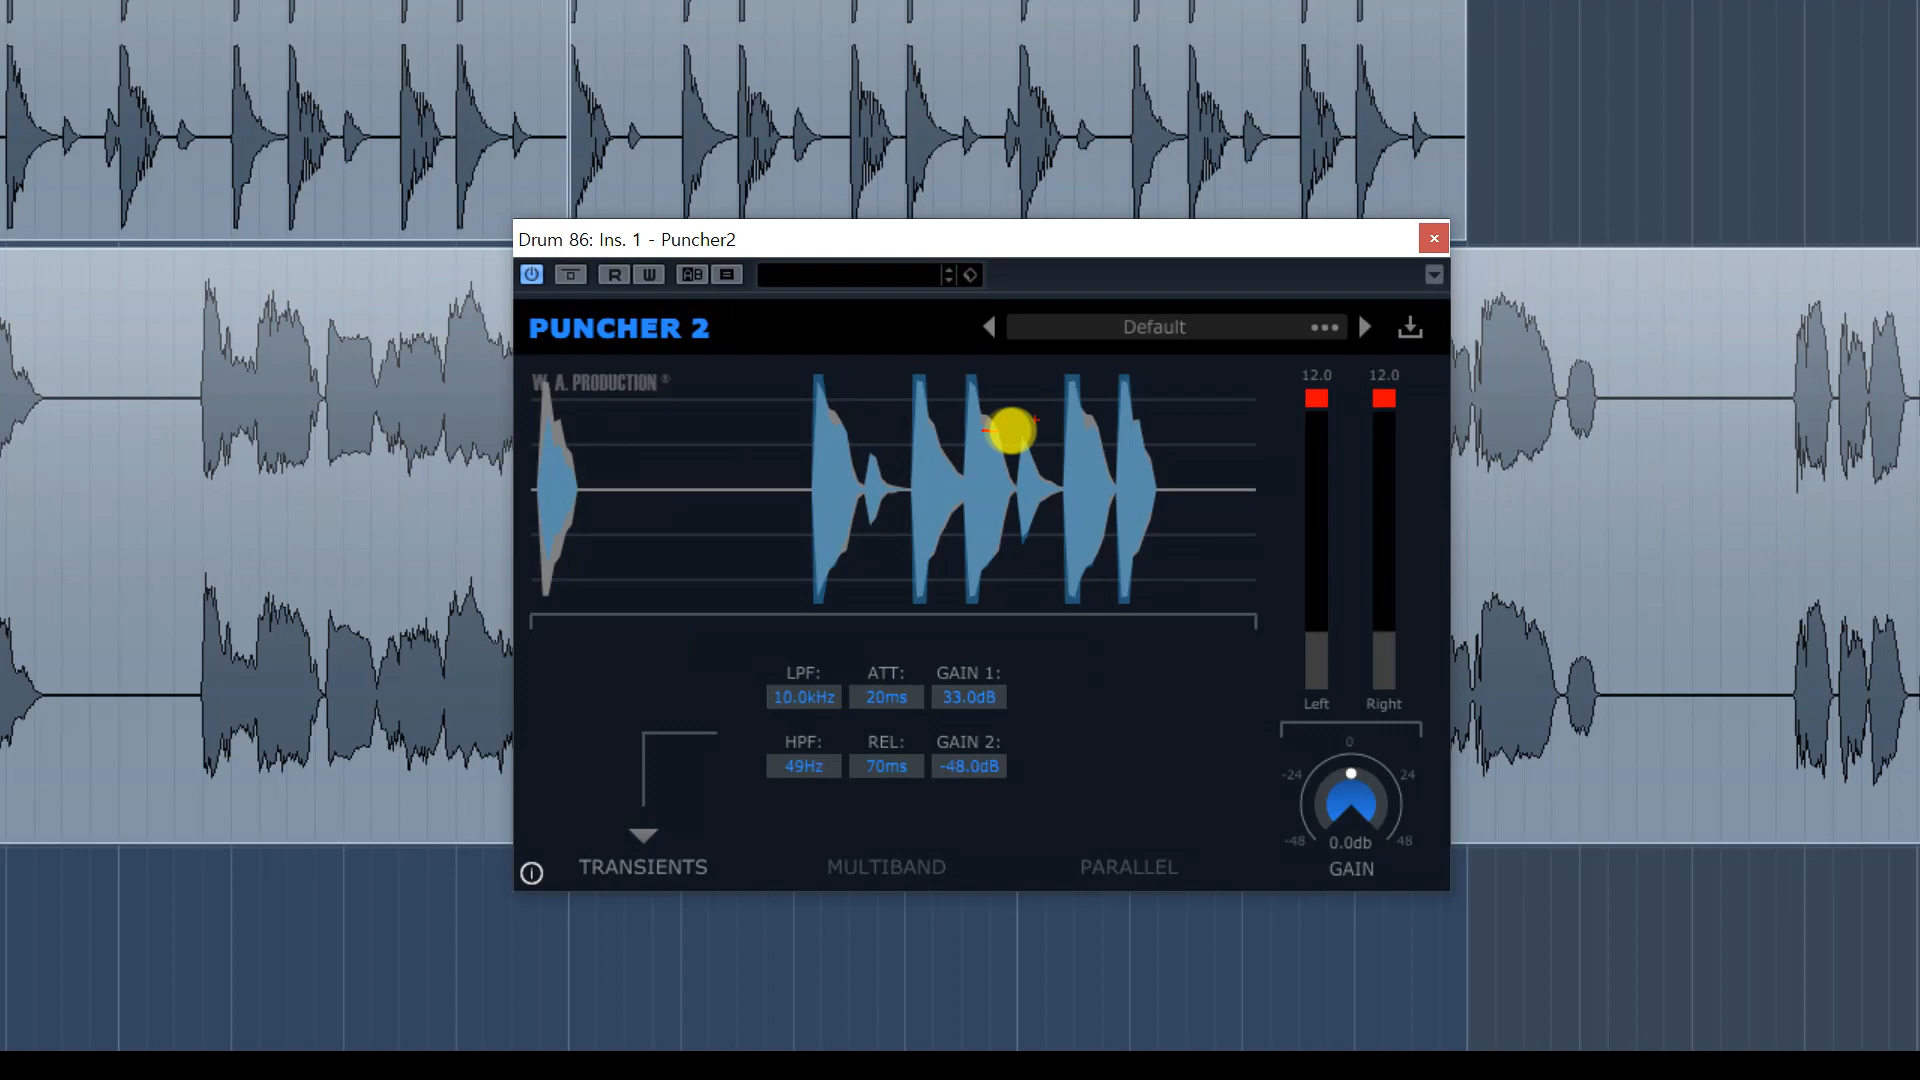 Drum 86: Ins. 1 - Puncher2
R W AB
PUNCHER 2
Default
W. A. PRODUCTION ®
12.0 12.0
LPF: ATT: GAIN 1:
10.0kHz 20ms 33.0dB
Left Right
HPF: REL: GAIN 2:
49Hz 70ms -48.0dB
0
-24 24
-48 0.0db 48
TRANSIENTS MULTIBAND PARALLEL GAIN